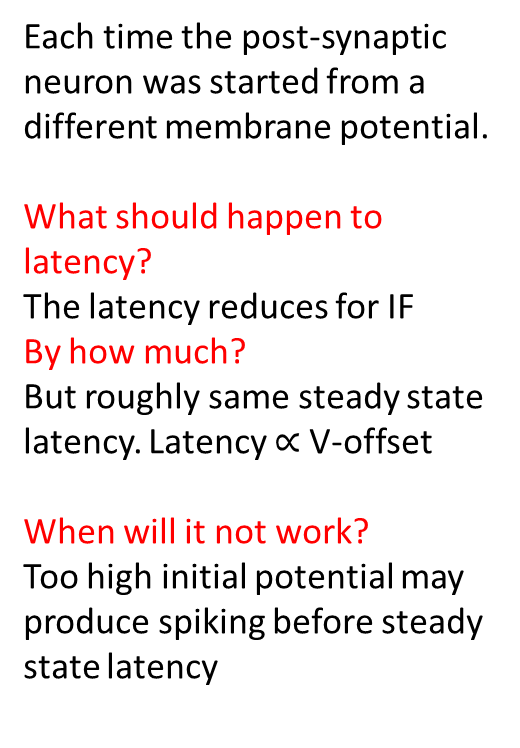 Each time the post-synaptic
neuron was started from a
different membrane potential.
What should happen to
latency?
The latency reduces for IF
By how much?
But roughly same steady state
latency. Latency ∝ V-offset
When will it not work?
Too high initial potential may
produce spiking before steady
state latency